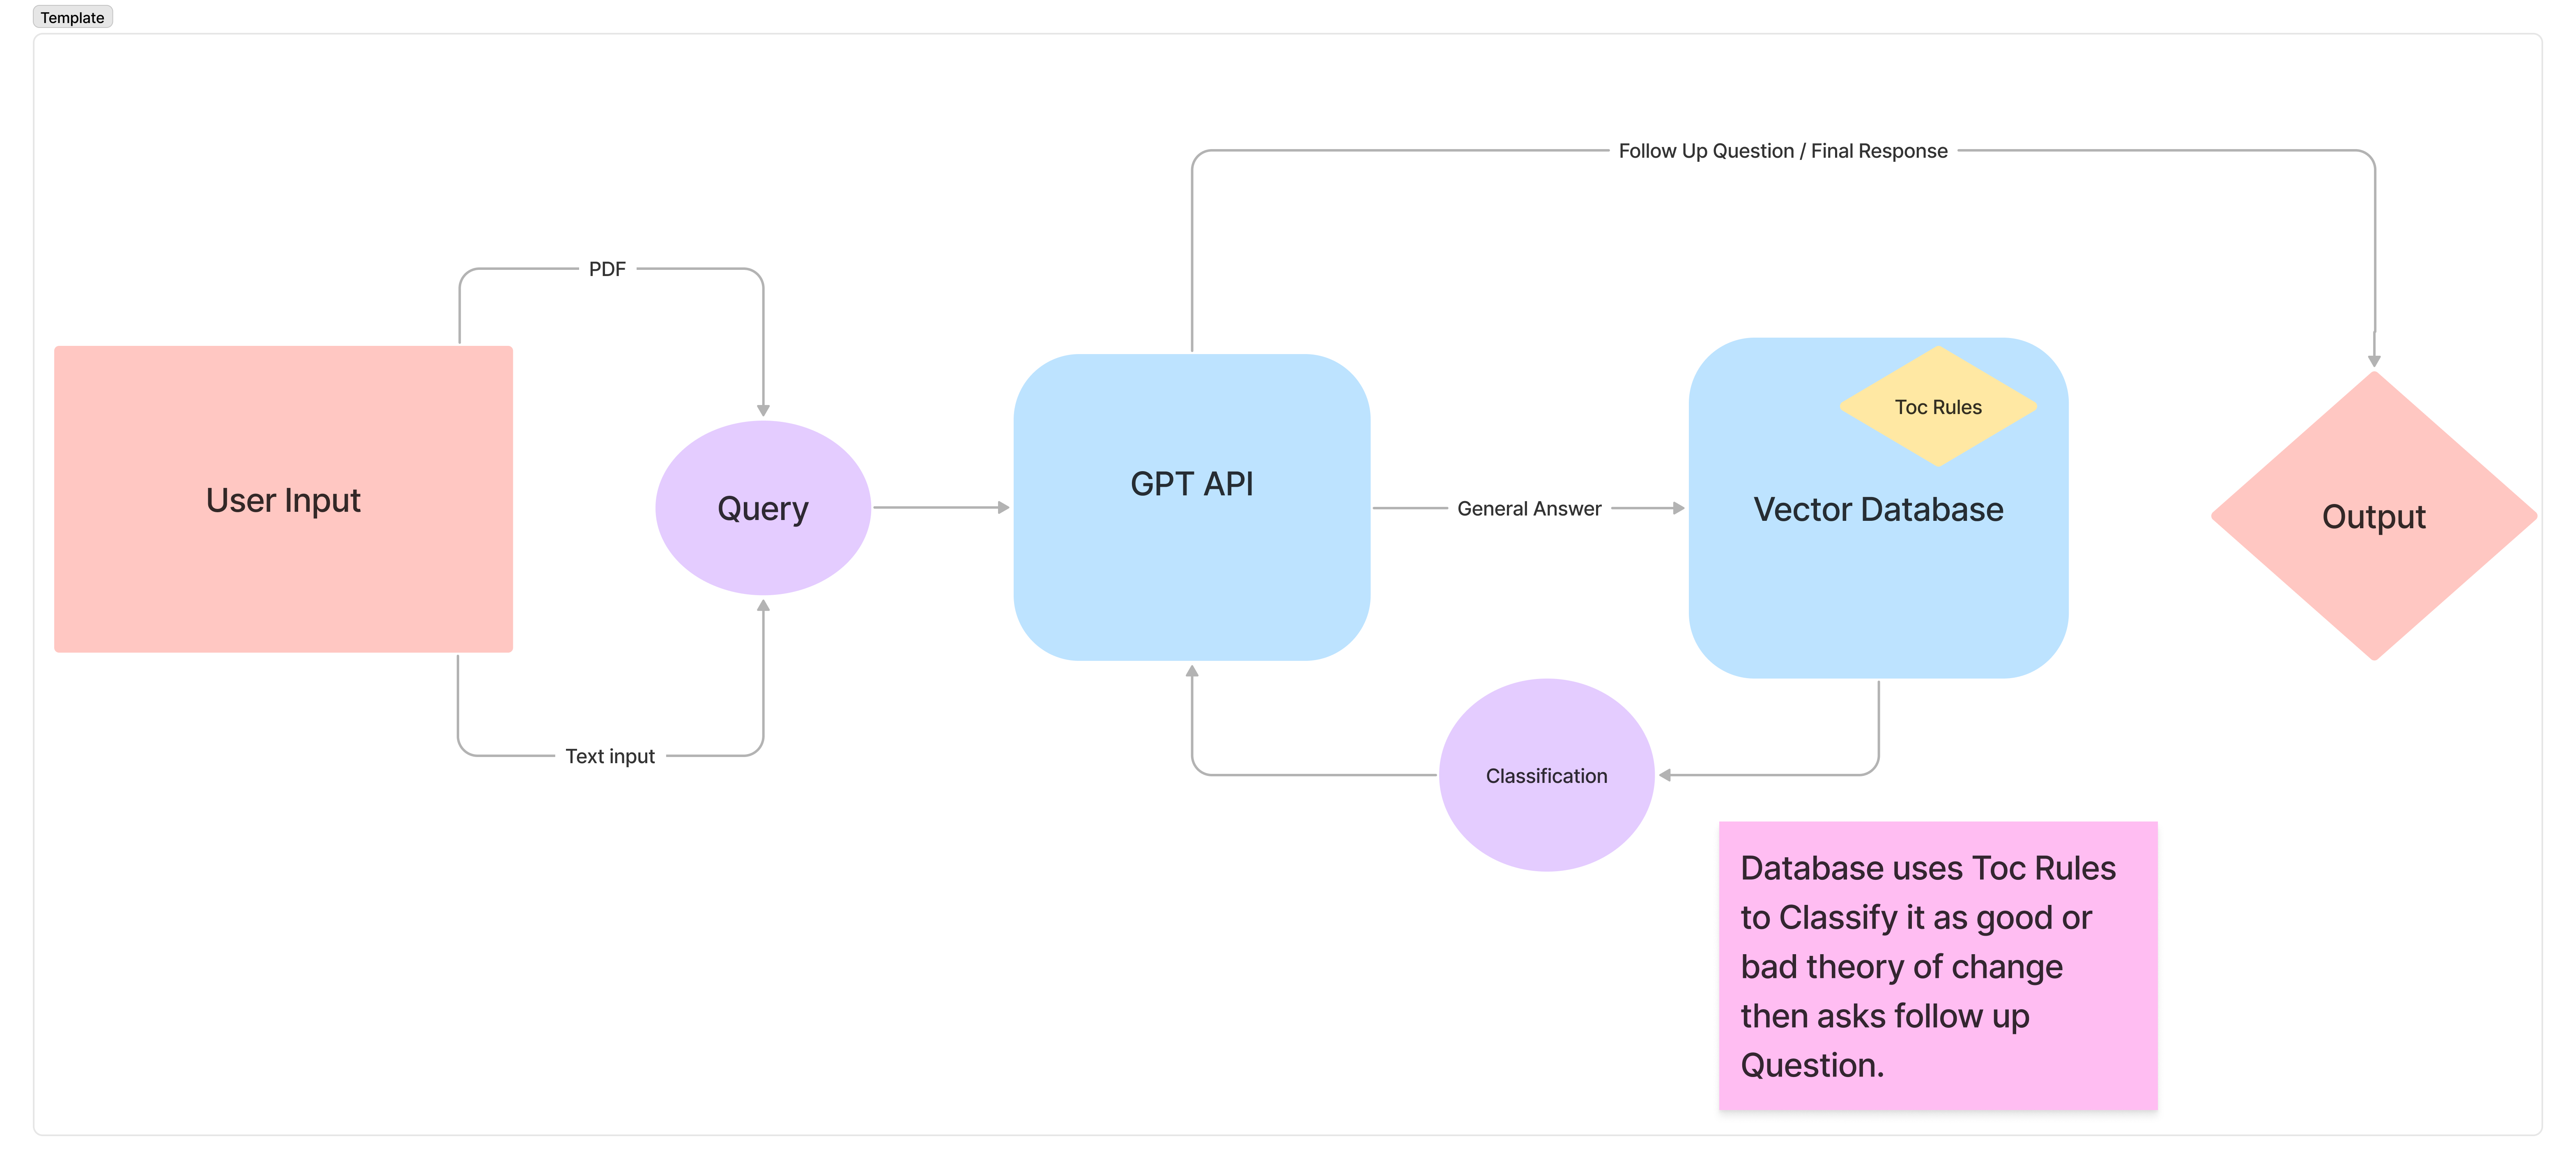 Template
Follow Up Question / Final Response
PDF
Toc Rules
User Input
Query
GPT API
General Answer
Vector Database
Output
Text input
Classification
Database uses Toc Rules
to Classify it as good or
bad theory of change
then asks follow up
Question.